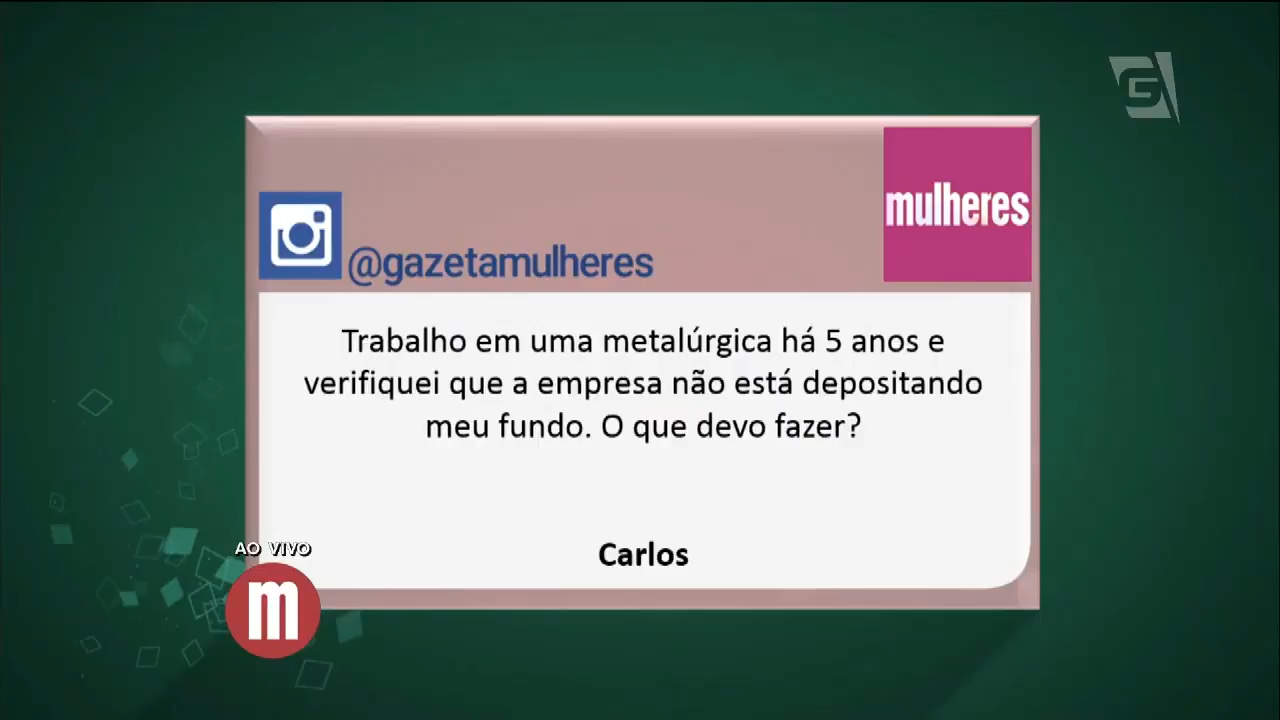 mulheres
@gazetamulheres
Trabalho em uma metalúrgica há 5 anos e
verifiquei que a empresa não está depositando
meu fundo. O que devo fazer?
Carlos
AO VIVO
m
G